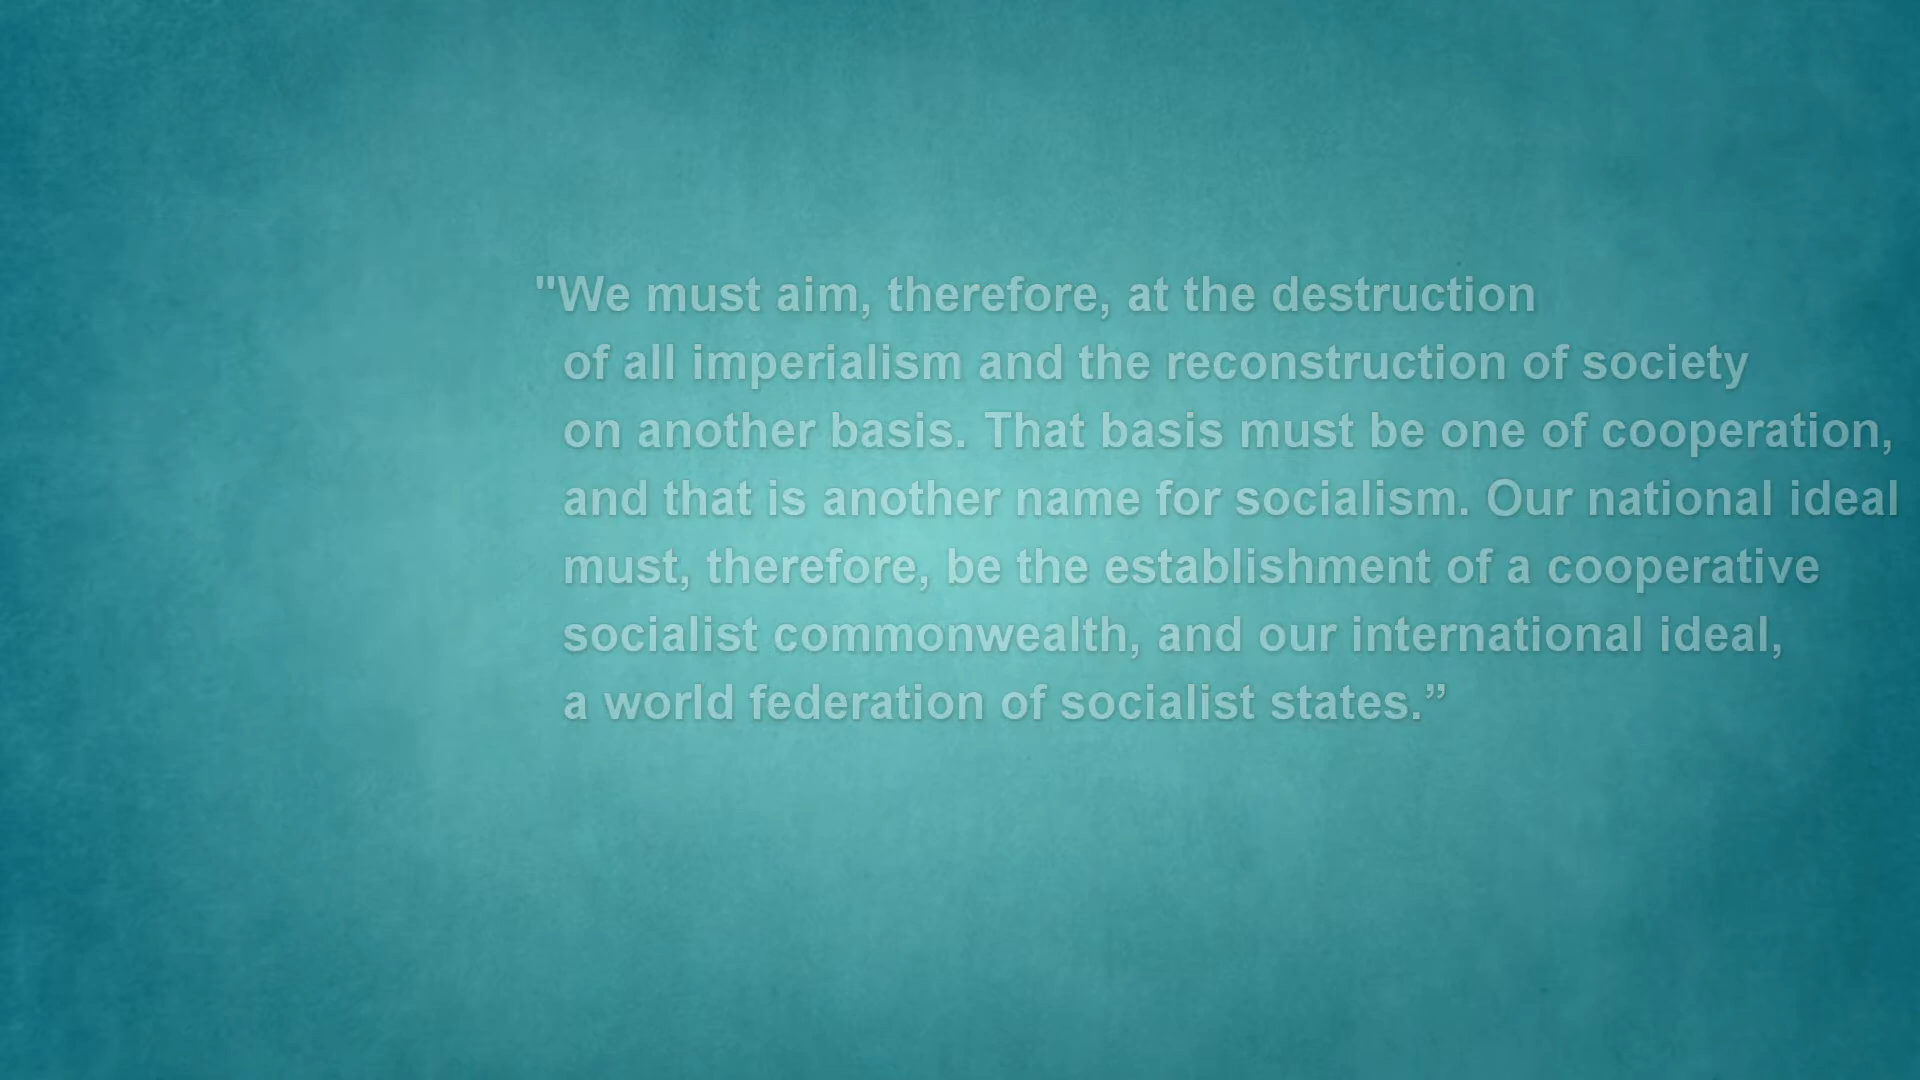 "We must aim, therefore, at the destruction
of all imperialism and the reconstruction of society
on another basis. That basis must be one of cooperation,
and that is another name for socialism. Our national ideal
must, therefore, be the establishment of a cooperative
socialist commonwealth, and our international ideal,
a world federation of socialist states.”